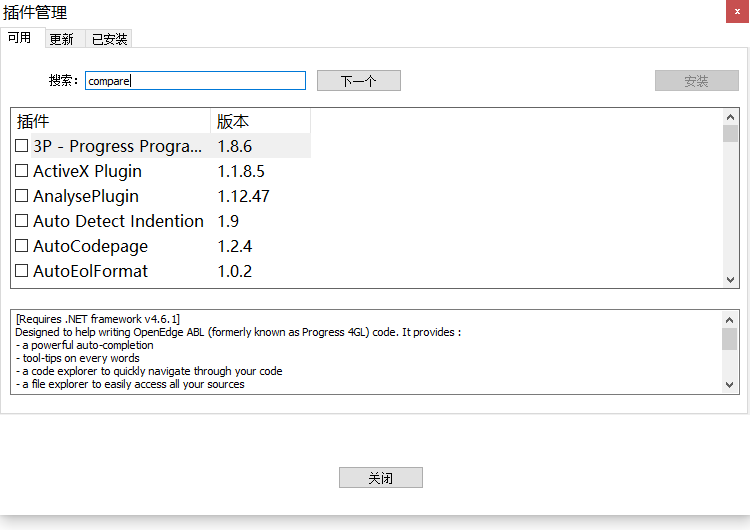 插件管理
x
可用 更新 已安装
搜索： compare 下一个 安装
插件 版本
3P - Progress Progra... 1.8.6
ActiveX Plugin 1.1.8.5
AnalysePlugin 1.12.47
Auto Detect Indention 1.9
AutoCodepage 1.2.4
AutoEolFormat 1.0.2
[Requires .NET framework v4.6.1]
Designed to help writing OpenEdge ABL (formerly known as Progress 4GL) code. It provides :
- a powerful auto-completion
- tool-tips on every words
- a code explorer to quickly navigate through your code
- a file explorer to easily access all your sources
关闭